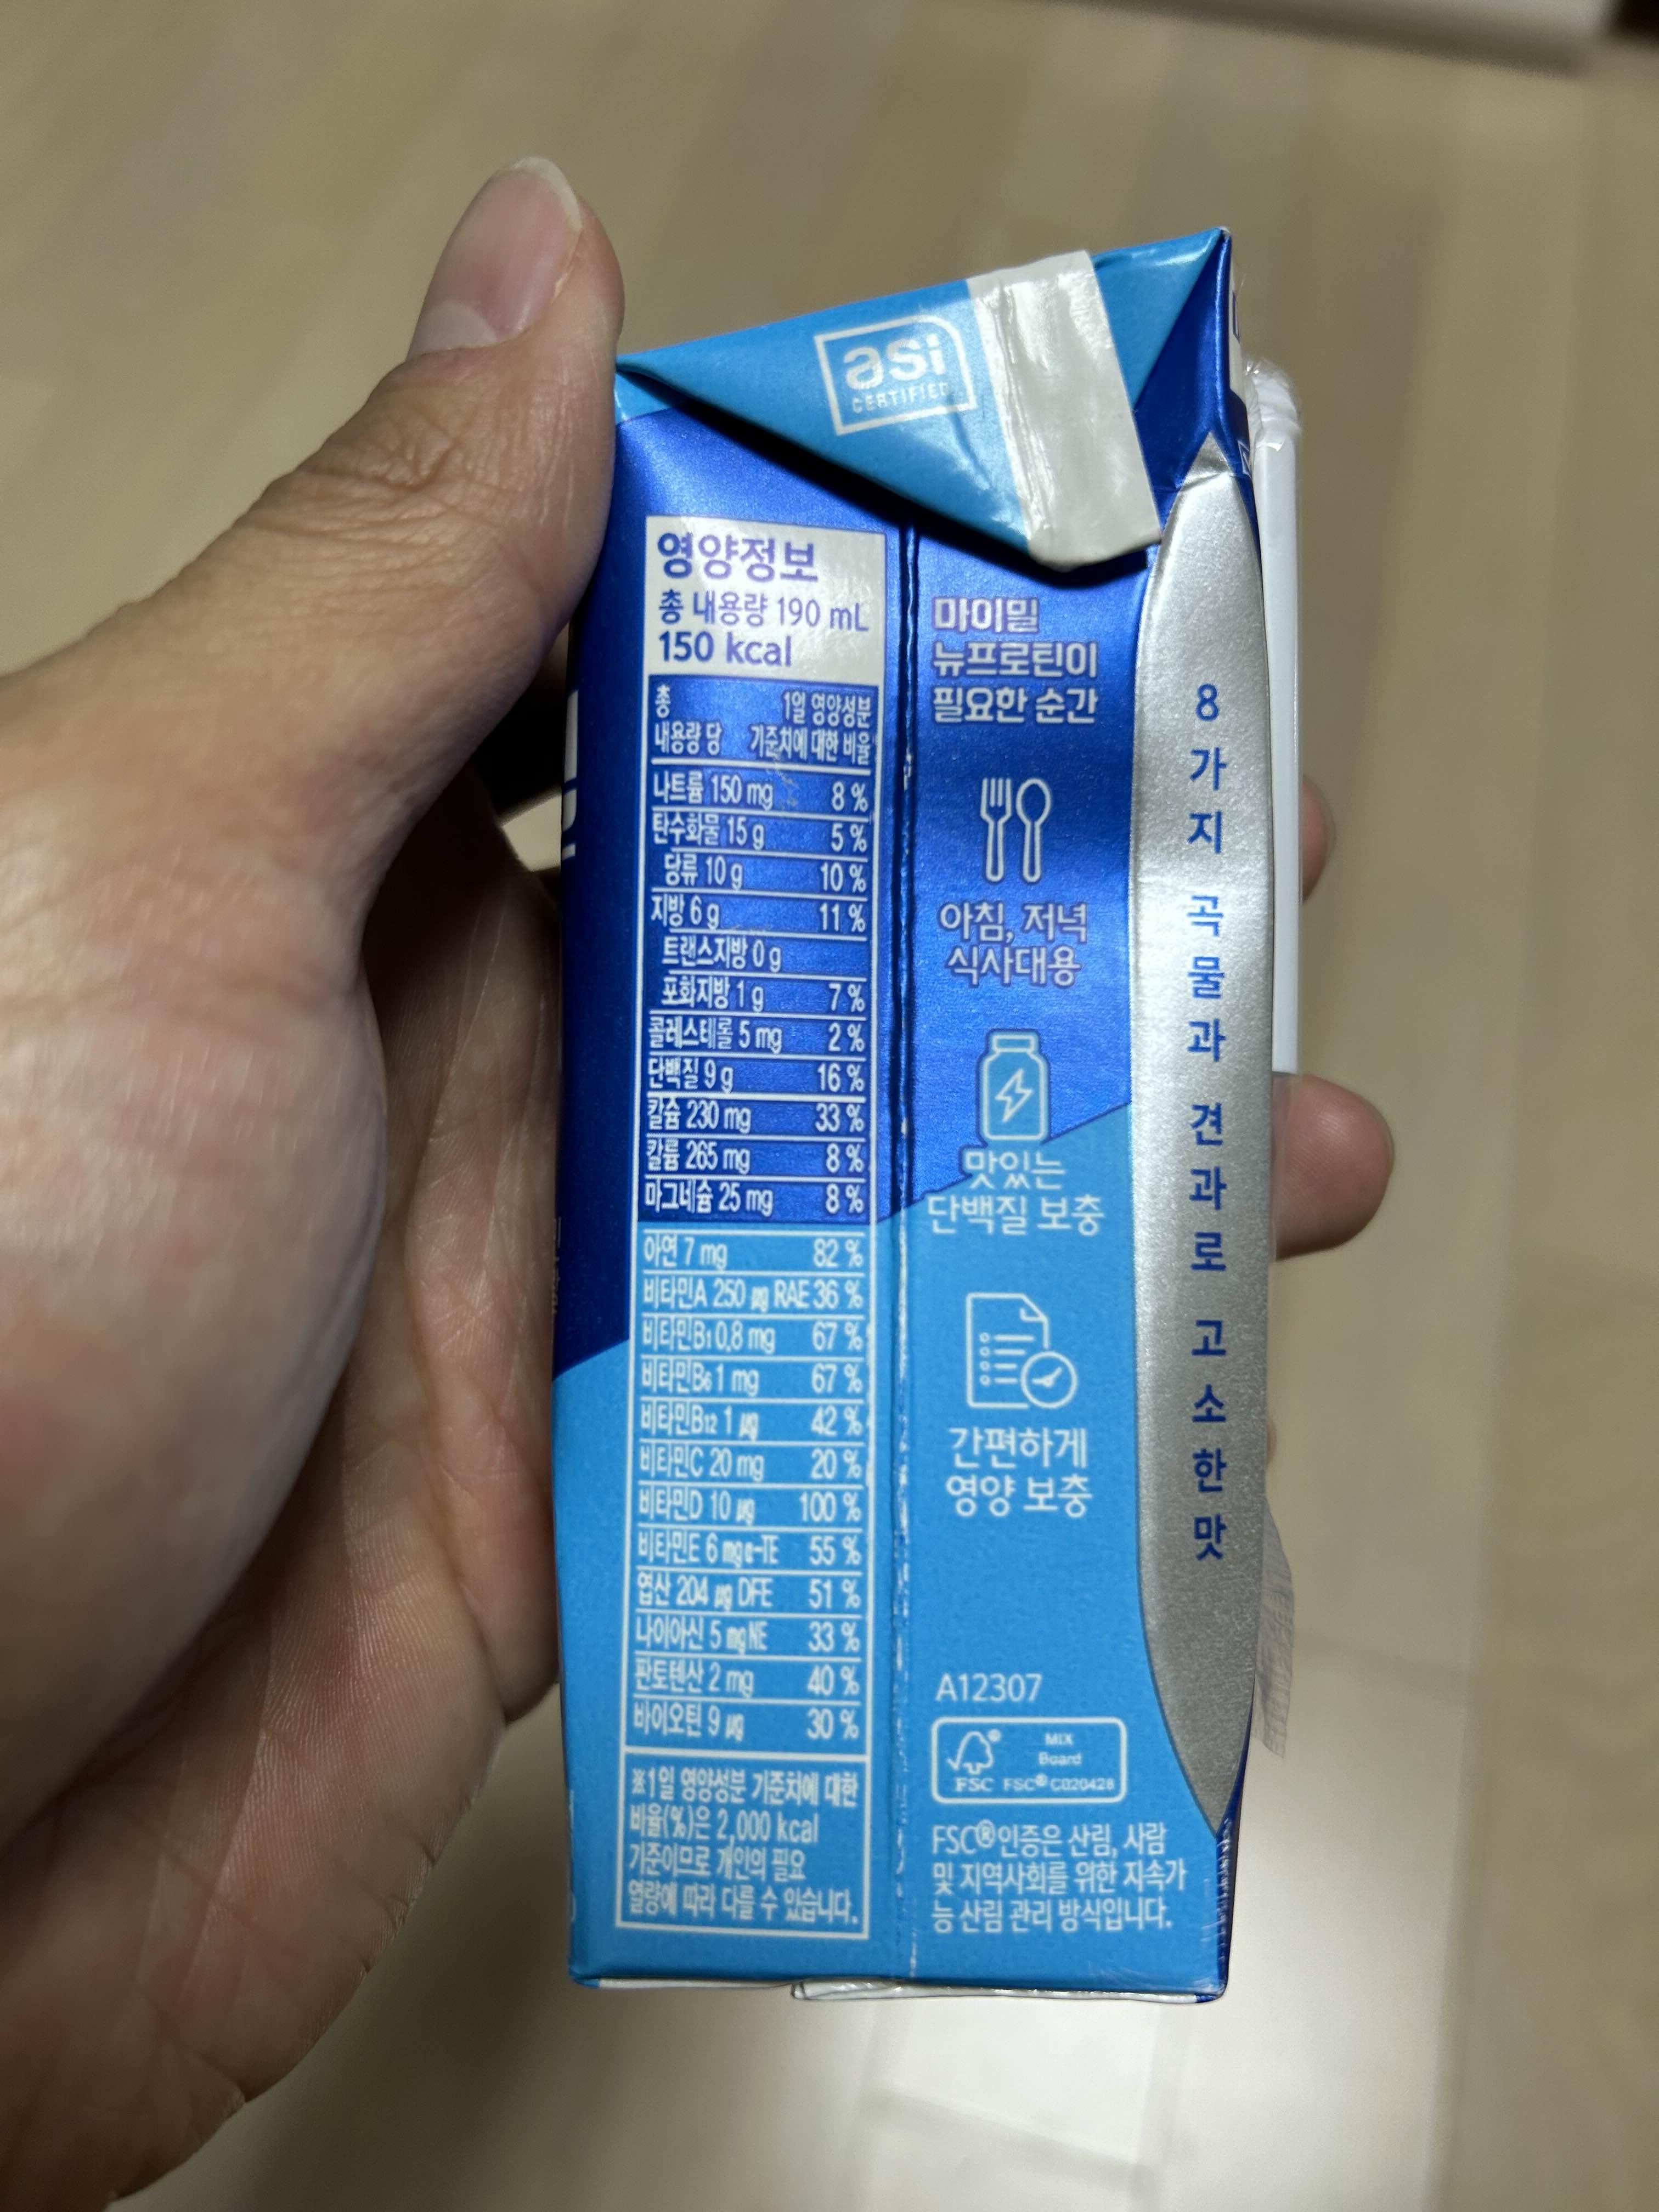 asi
CERTIFIED
영양정보
총 내용량 190 mL
150 kcal
총 1일 영양성분
내용량 당 기준치에 대한 비율
나트륨 150 mg 8 %
탄수화물 15 g 5 %
당류 10 g 10 %
지방 6 g 11 %
트랜스지방 0 g
포화지방 1 g 7 %
콜레스테롤 5 mg 2 %
단백질 9 g 16 %
칼슘 230 mg 33 %
칼륨 265 mg 8 %
마그네슘 25 mg 8 %
아연 7 mg 82 %
비타민A 250 μg RAE 36 %
비타민B1 0.8 mg 67 %
비타민B6 1 mg 67 %
비타민B12 1 μg 42 %
비타민C 20 mg 20 %
비타민D 10 μg 100 %
비타민E 6 mg α-TE 55 %
엽산 204 μg DFE 51 %
나이아신 5 mg NE 33 %
판토텐산 2 mg 40 %
바이오틴 9 μg 30 %
※1일 영양성분 기준치에 대한
비율(%)은 2,000 kcal
기준이므로 개인의 필요
열량에 따라 다를 수 있습니다.
마이밀
뉴프로틴이
필요한 순간
아침, 저녁
식사대용
맛있는
단백질 보충
간편하게
영양 보충
A12307
MIX
Board
FSC FSC® C020428
FSC®인증은 산림, 사람
및 지역사회를 위한 지속가
능 산림 관리 방식입니다.
8가지 곡물과 견과로 고소한 맛